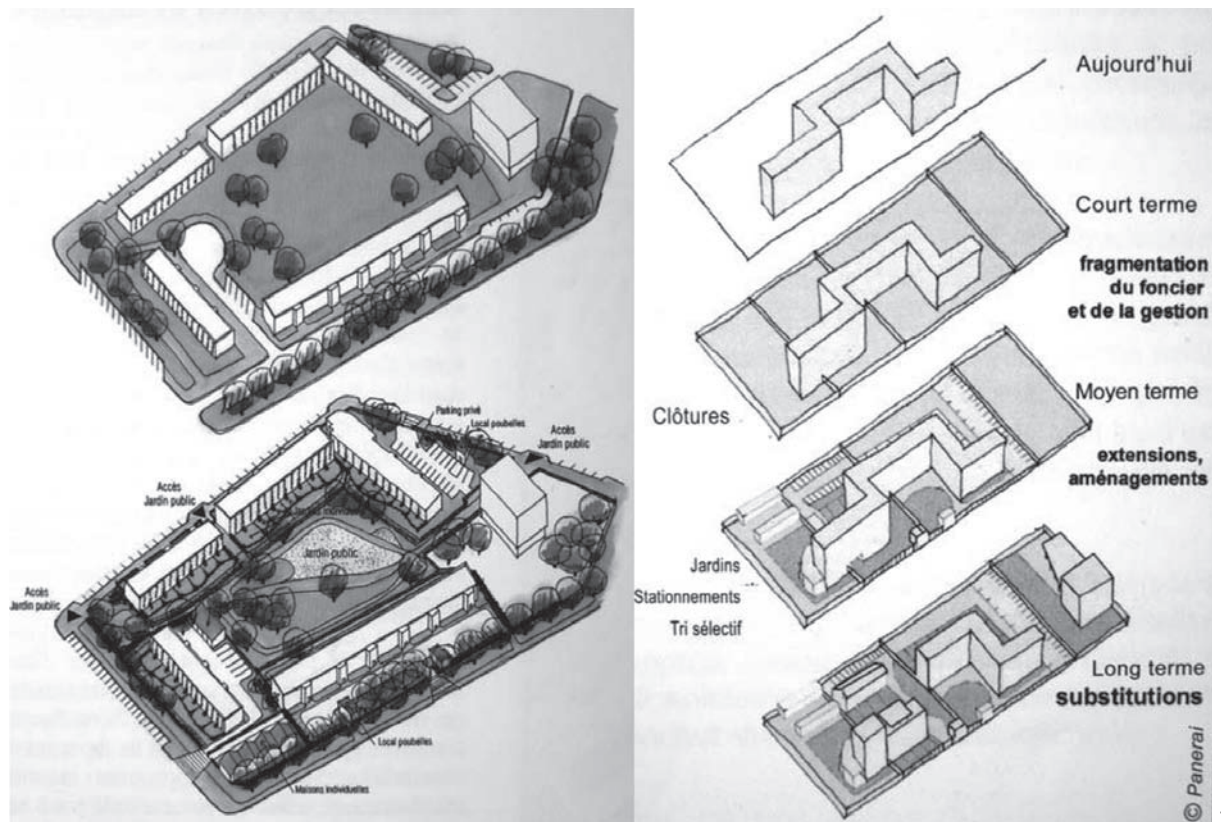 Parking privé
Local poubelles
Accès
Jardin public
Accès
Jardin public
Jardin public
Accès
Jardin public
Local poubelles
Maisons individuelles
Aujourd'hui
Court terme
fragmentation
du foncier
et de la gestion
Clôtures
Moyen terme
extensions,
aménagements
Jardins
Stationnements
Tri sélectif
Long terme
substitutions
© Panerai